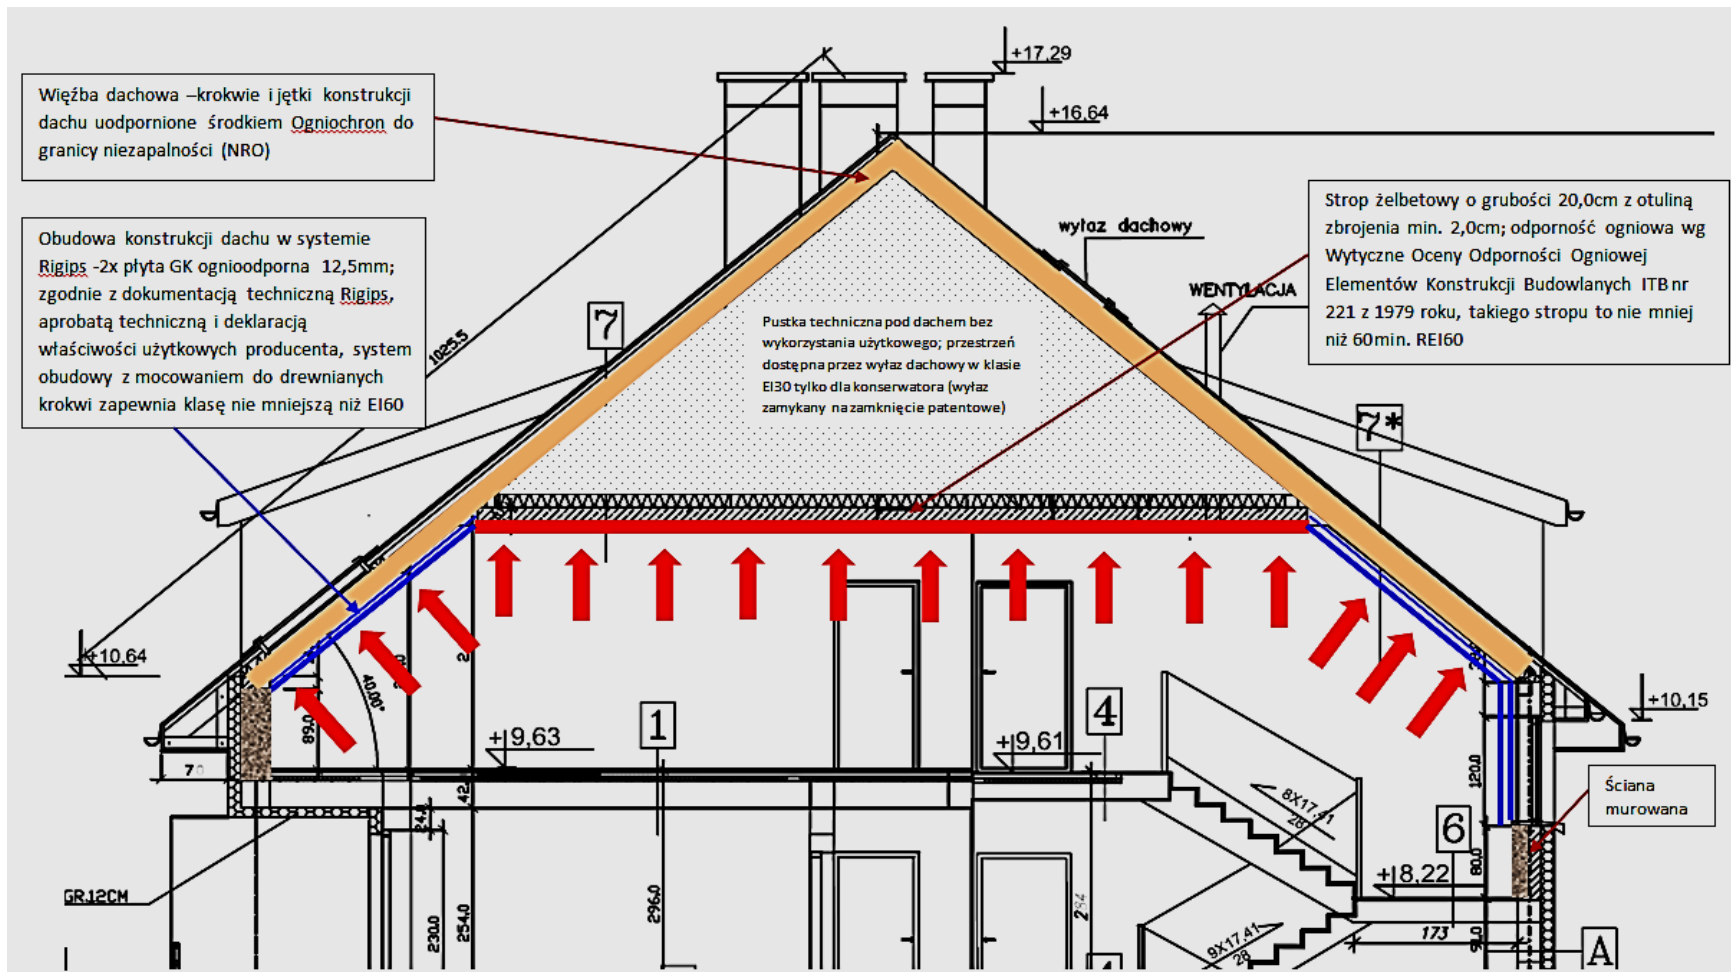 +17,29
+16,64
Więźba dachowa –krokwie i jętki konstrukcji
dachu uodpornione środkiem Ogniochron do
granicy niezapalności (NRO)
Obudowa konstrukcji dachu w systemie
Rigips -2x płyta GK ognioodporna 12,5mm;
zgodnie z dokumentacją techniczną Rigips,
aprobatą techniczną i deklaracją
właściwości użytkowych producenta, system
obudowy z mocowaniem do drewnianych
krokwi zapewnia klasę nie mniejszą niż EI60
Strop żelbetowy o grubości 20,0cm z otuliną
zbrojenia min. 2,0cm; odporność ogniowa wg
Wytyczne Oceny Odporności Ogniowej
Elementów Konstrukcji Budowlanych ITB nr
221 z 1979 roku, takiego stropu to nie mniej
niż 60min. REI60
wyłaz dachowy
WENTYLACJA
7
1025.5
Pustka techniczna pod dachem bez
wykorzystania użytkowego; przestrzeń
dostępna przez wyłaz dachowy w klasie
EI30 tylko dla konserwatora (wyłaz
zamykany na zamknięcie patentowe)
7*
+10,64
+10,15
40.00°
89.0
+9,63
1
+9,61
4
70
42
24.0
8X17.41
28
120.0
Ściana
murowana
6
80.0
+8,22
GR.12CM
230.0
254.0
296.0
9X17.41
28
173
A